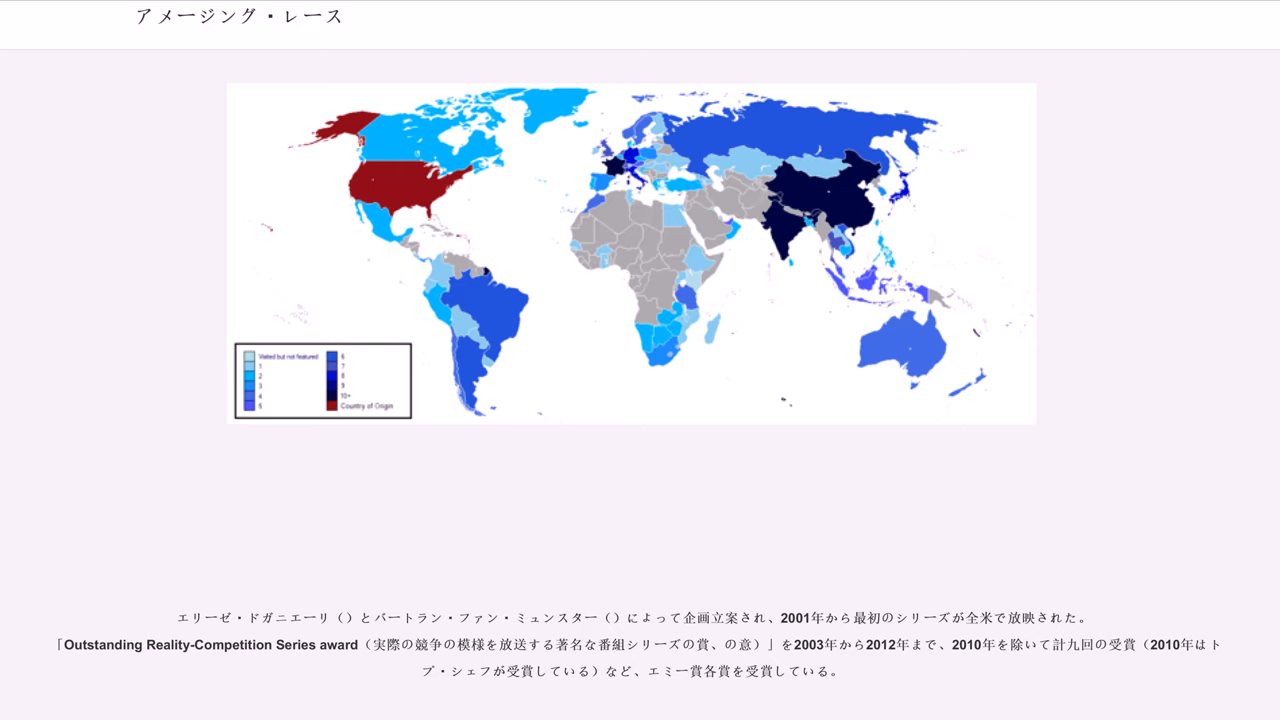 アメージング・レース
Visited but not featured
1
2
3
4
5
6
7
8
9
10+
Country of Origin
エリーゼ・ドガニエーリ（）とバートラン・ファン・ミュンスター（）によって企画立案され、2001年から最初のシリーズが全米で放映された。
「Outstanding Reality-Competition Series award（実際の競争の模様を放送する著名な番組シリーズの賞、の意）」を2003年から2012年まで、2010年を除いて計九回の受賞（2010年はト
プ・シェフが受賞している）など、エミー賞各賞を受賞している。